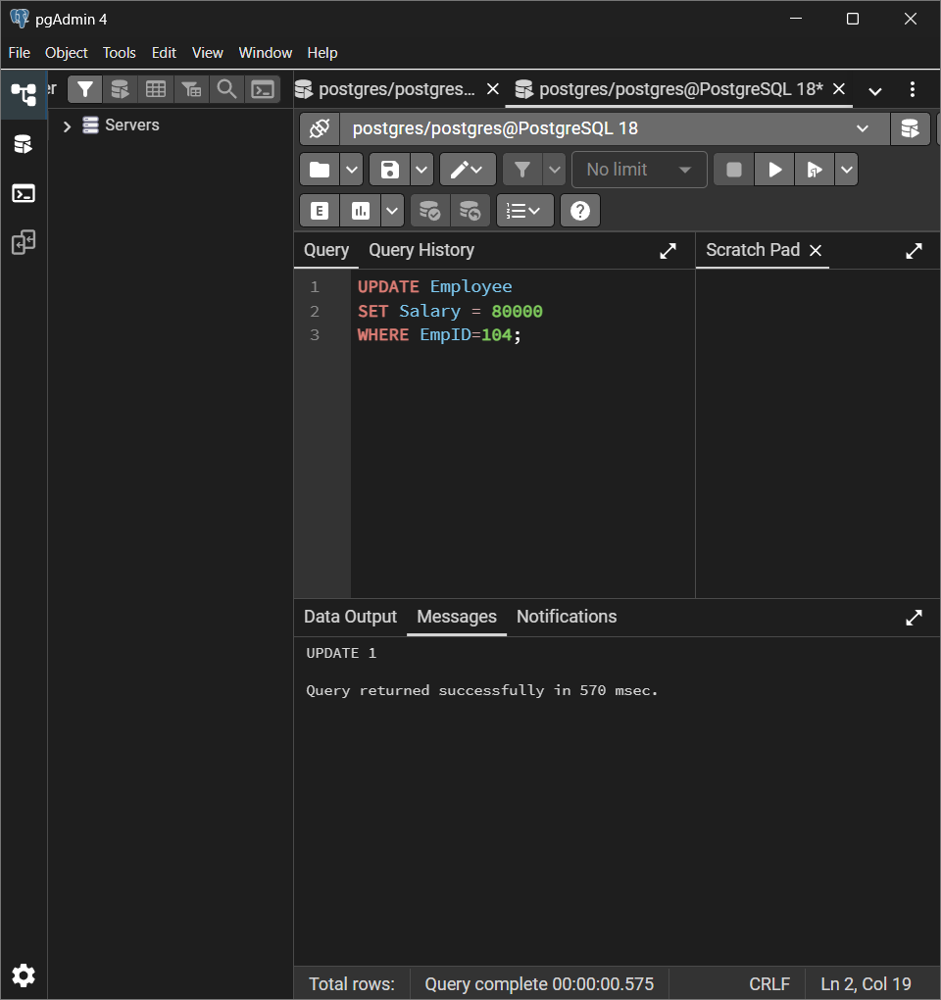 pgAdmin 4
File Object Tools Edit View Window Help
er
postgres/postgres...
postgres/postgres@PostgreSQL 18*
Servers
postgres/postgres@PostgreSQL 18
No limit
E
Query Query History
Scratch Pad
1 UPDATE Employee
2 SET Salary = 80000
3 WHERE EmpID=104;
Data Output Messages Notifications
UPDATE 1
Query returned successfully in 570 msec.
Total rows: Query complete 00:00:00.575 CRLF Ln 2, Col 19